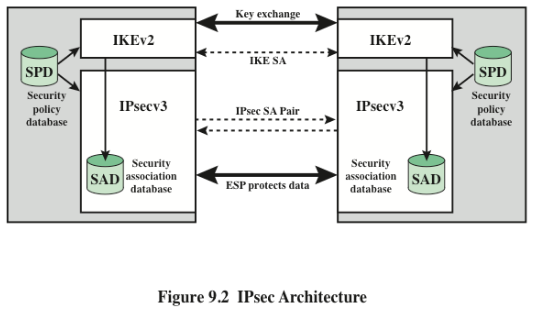 Key exchange
IKEv2
IKEv2
IKE SA
SPD
SPD
Security
policy
database
Security
policy
database
IPsecv3
IPsecv3
IPsec SA Pair
SAD
Security
association
database
Security
association
database
SAD
ESP protects data
Figure 9.2 IPsec Architecture